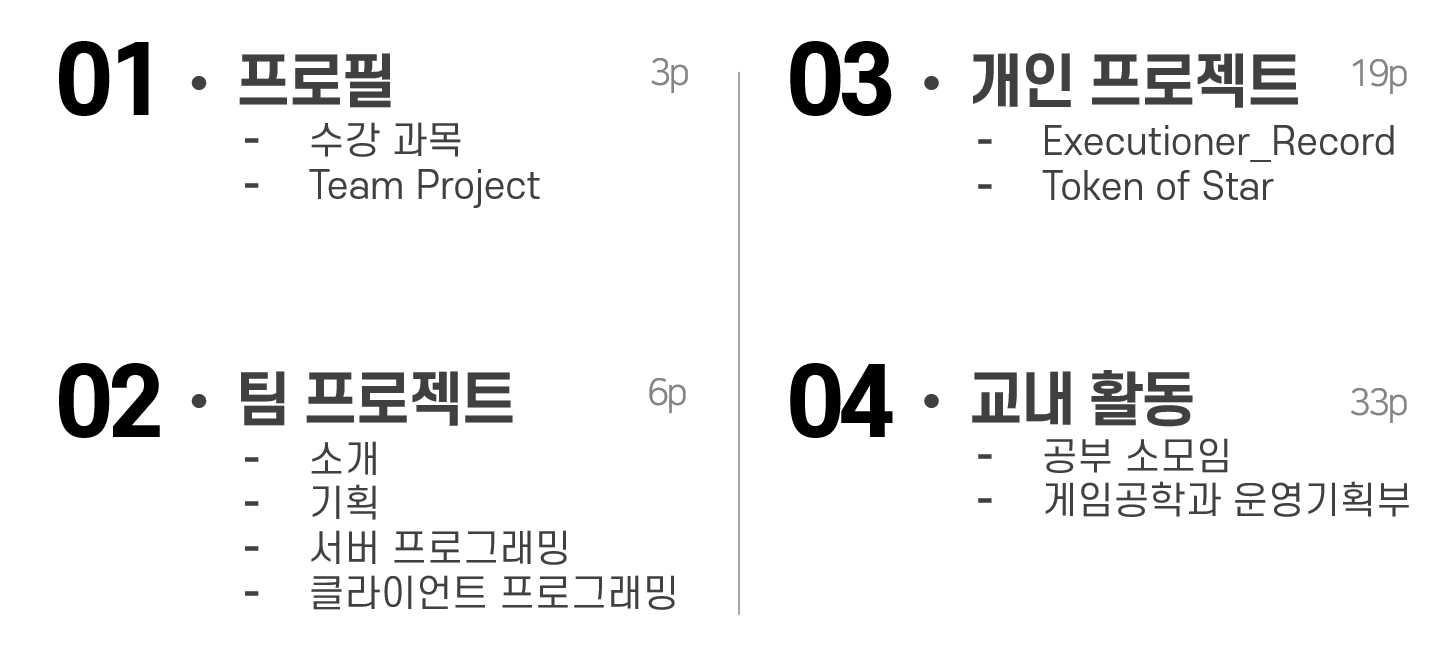 01 • 프로필 3p
- 수강 과목
- Team Project
02 • 팀 프로젝트 6p
- 소개
- 기획
- 서버 프로그래밍
- 클라이언트 프로그래밍
03 • 개인 프로젝트 19p
- Executioner_Record
- Token of Star
04 • 교내 활동 33p
- 공부 소모임
- 게임공학과 운영기획부